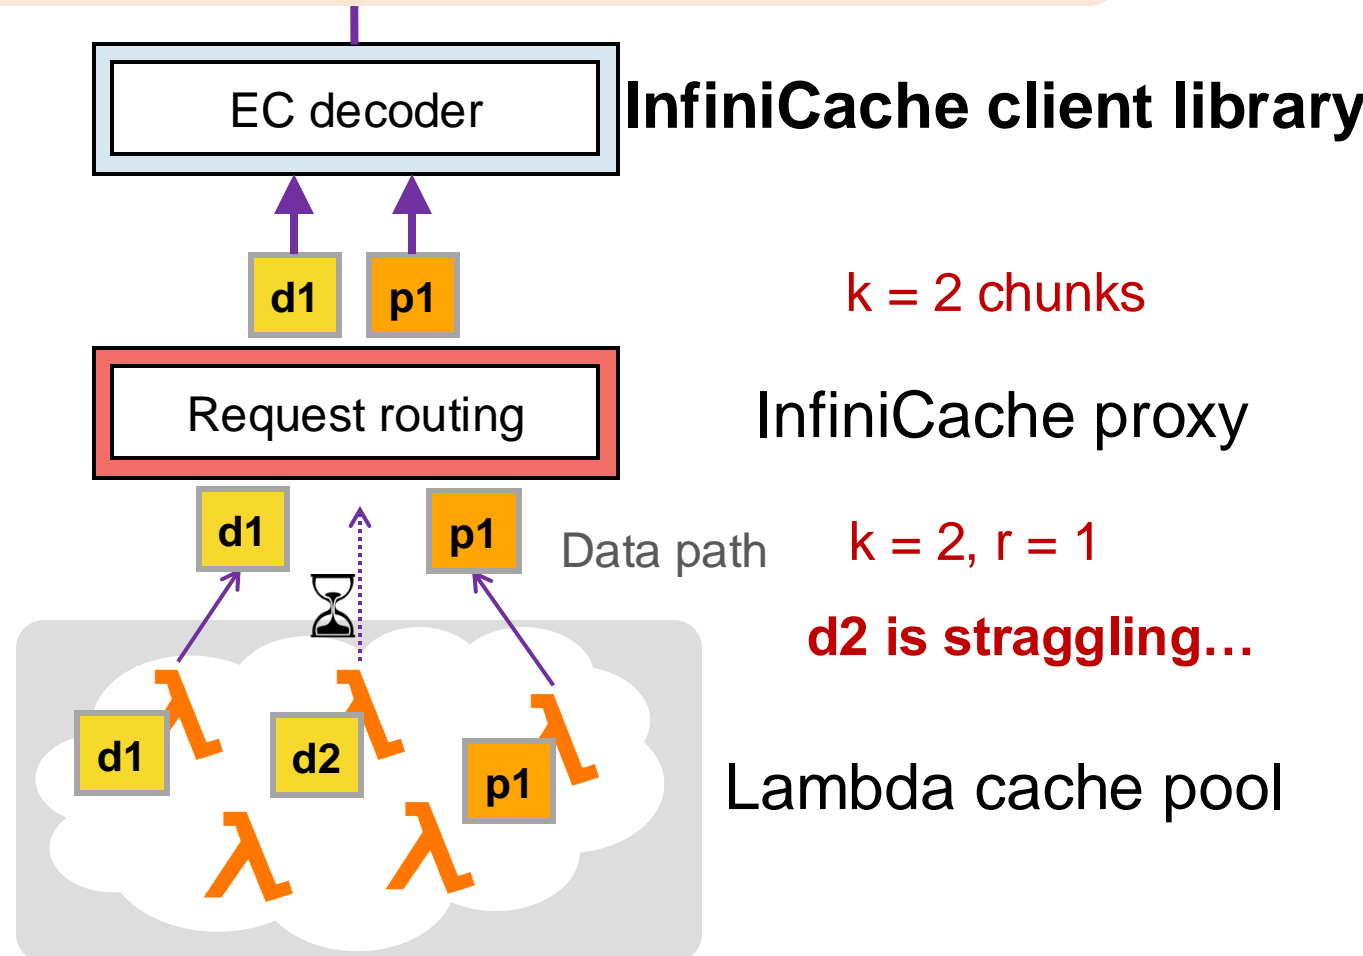 EC decoder
InfiniCache client library
d1 p1
k = 2 chunks
Request routing
InfiniCache proxy
d1
p1
Data path
k = 2, r = 1
d2 is straggling…
λ λ λ
d1
d2
p1
Lambda cache pool
λ λ